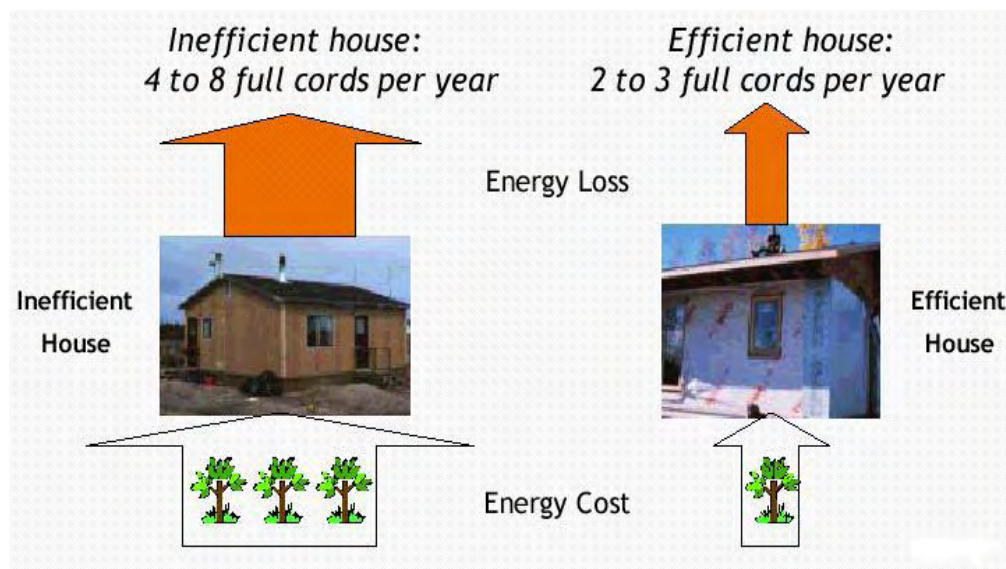 Inefficient house:
4 to 8 full cords per year
Efficient house:
2 to 3 full cords per year
Energy Loss
Inefficient
House
Efficient
House
Energy Cost